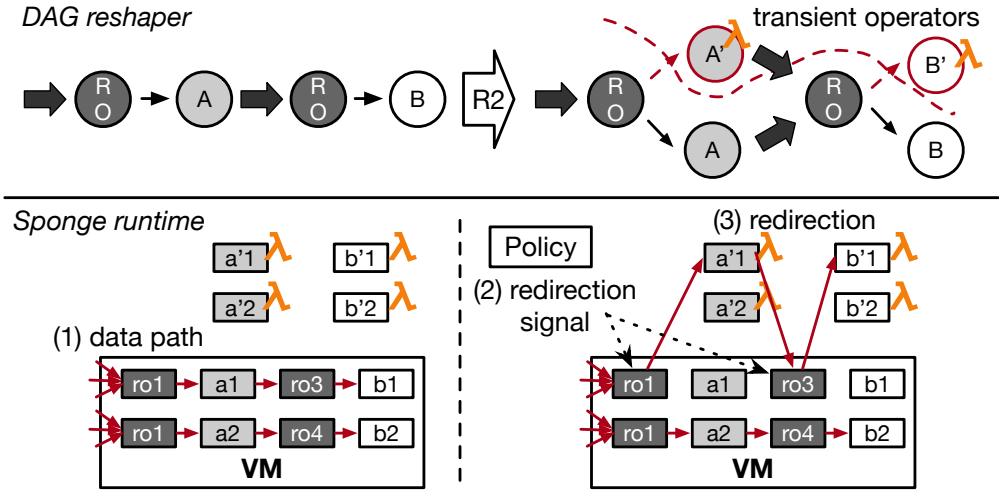 DAG reshaper
transient operators
R O
A
R O
B
R2
R O
A' λ
A
R O
B' λ
B
Sponge runtime
a'1 λ
b'1 λ
a'2 λ
b'2 λ
(1) data path
ro1
a1
ro3
b1
ro1
a2
ro4
b2
VM
Policy
(3) redirection
(2) redirection
signal
a'1 λ
b'1 λ
a'2 λ
b'2 λ
ro1
a1
ro3
b1
ro1
a2
ro4
b2
VM